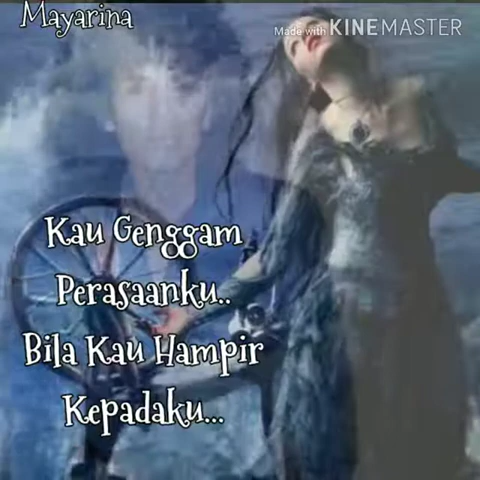 Mayarina
Made with KINEMASTER
Kau Genggam
Perasaanku..
Bila Kau Hampir
Kepadaku...